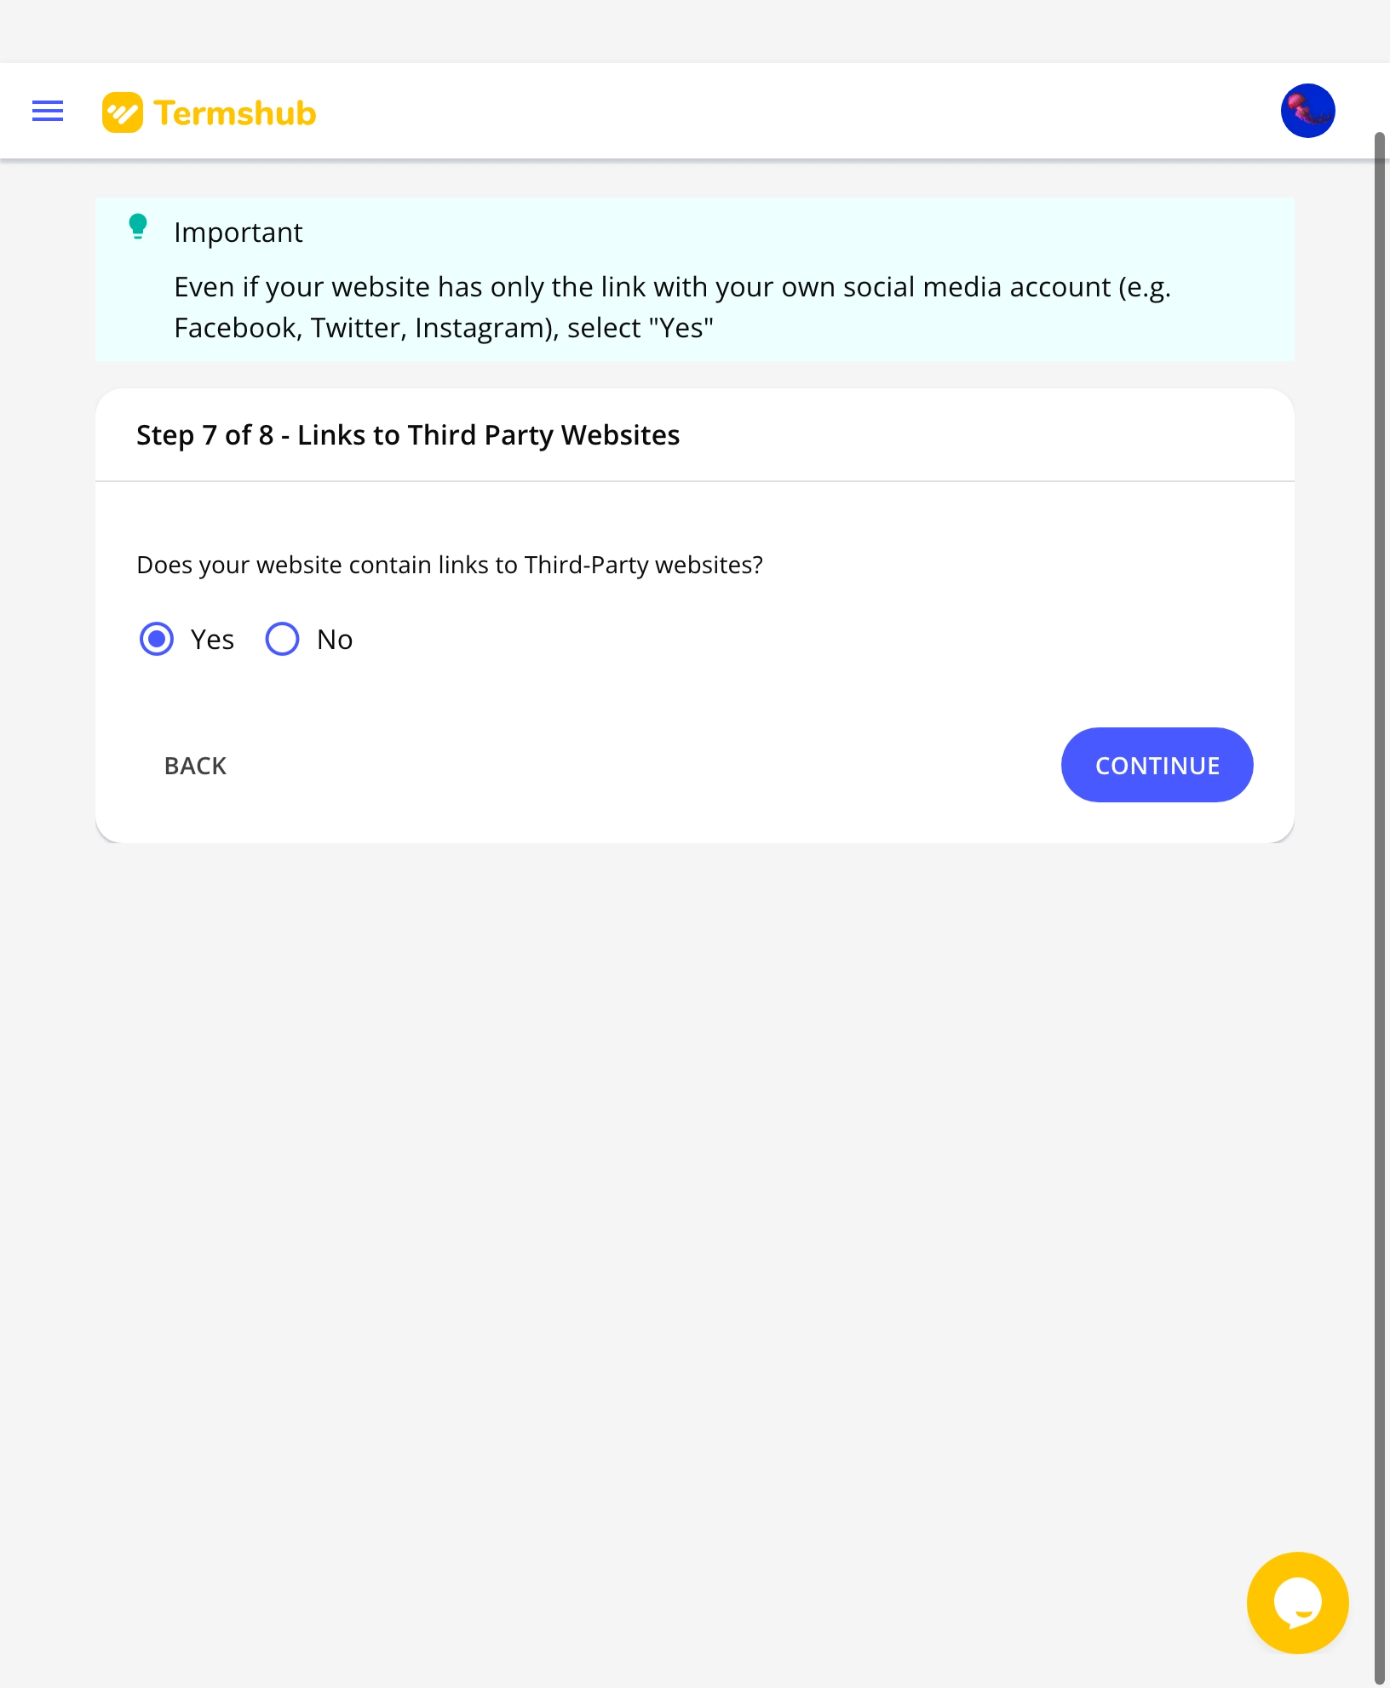 Termshub
Important
Even if your website has only the link with your own social media account (e.g.
Facebook, Twitter, Instagram), select "Yes"
Step 7 of 8 - Links to Third Party Websites
Does your website contain links to Third-Party websites?
Yes No
BACK CONTINUE